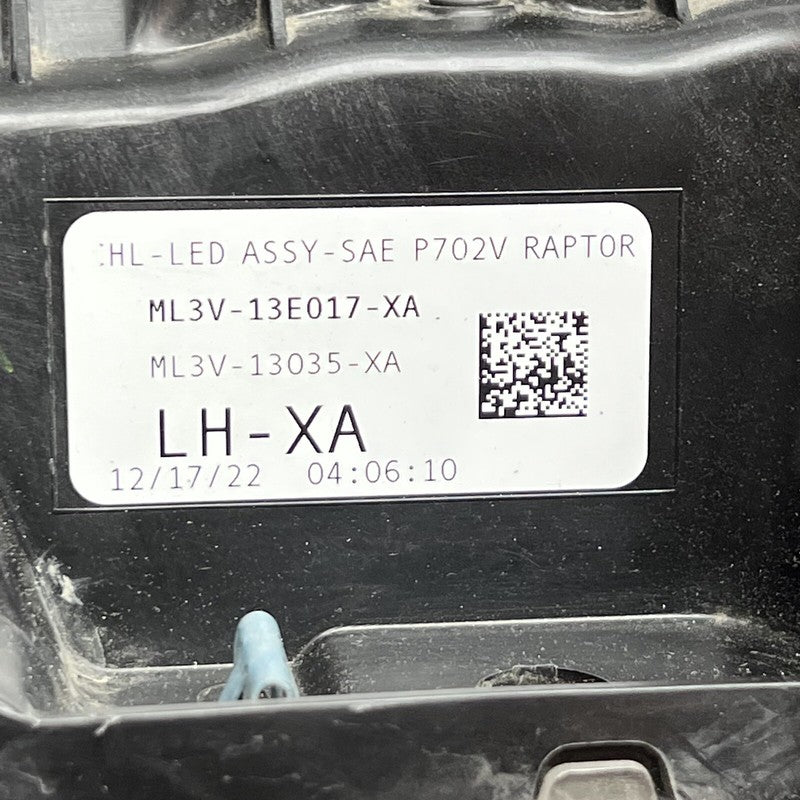 HL-LED ASSY-SAE P702V RAPTOR
ML3V-13E017-XA
ML3V-13035-XA
LH-XA
12/17/22 04:06:10